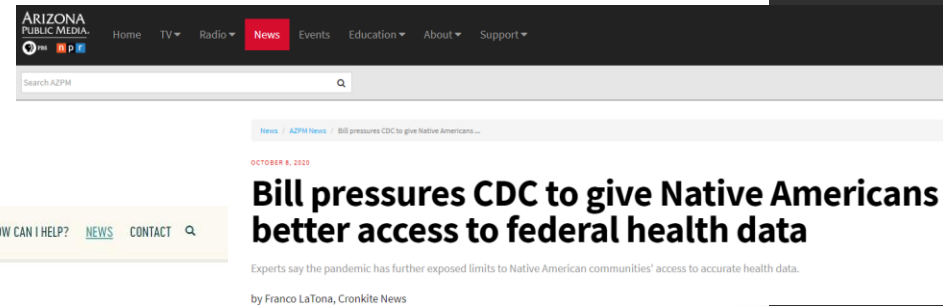 ARIZONA
PUBLIC MEDIA.
PBS npr
Home TV Radio News Events Education About Support
Search AZPM
News / AZPM News / Bill pressures CDC to give Native Americans ...
OCTOBER 8, 2020
Bill pressures CDC to give Native Americans
better access to federal health data
OW CAN I HELP? NEWS CONTACT
Experts say the pandemic has further exposed limits to Native American communities' access to accurate health data.
by Franco LaTona, Cronkite News